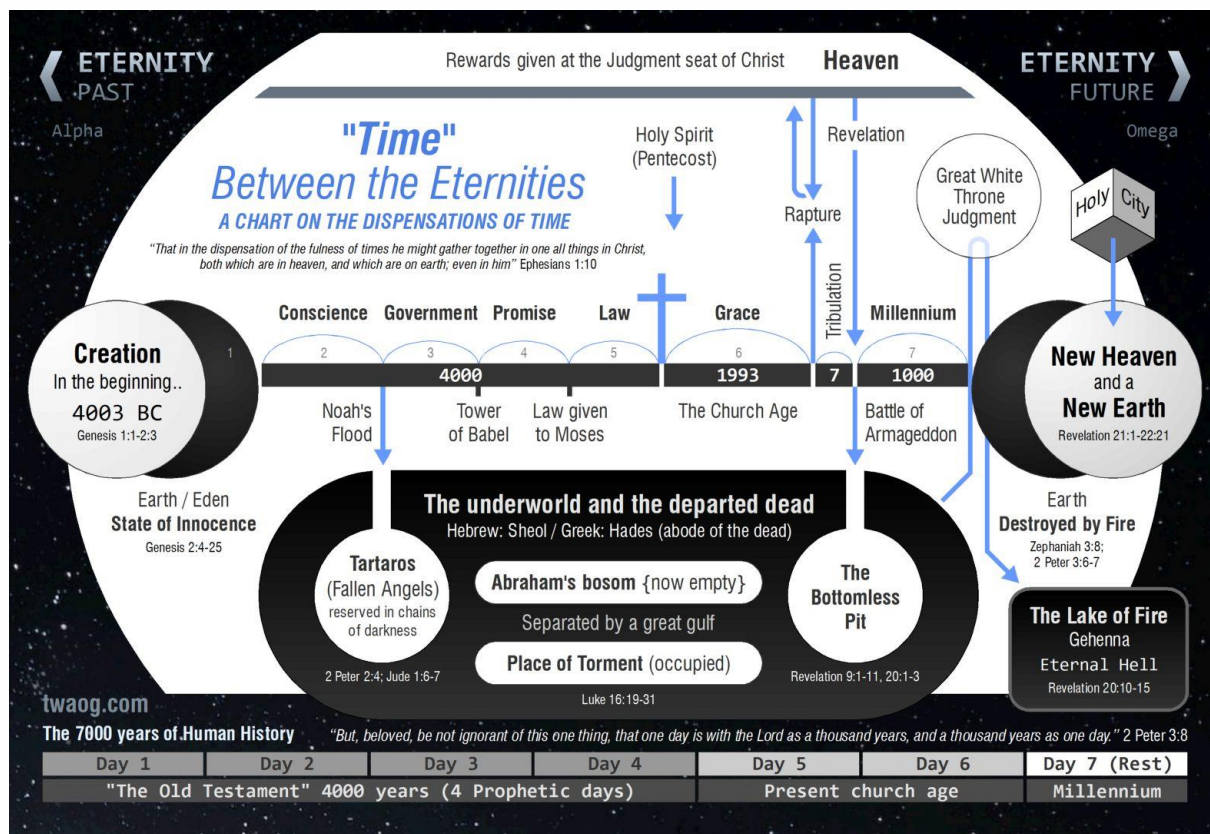 ETERNITY
PAST
Alpha
Rewards given at the Judgment seat of Christ
Heaven
ETERNITY
FUTURE
Omega
"Time"
Between the Eternities
A CHART ON THE DISPENSATIONS OF TIME
"That in the dispensation of the fulness of times he might gather together in one all things in Christ,
both which are in heaven, and which are on earth; even in him" Ephesians 1:10
Holy Spirit
(Pentecost)
Rapture
Revelation
Tribulation
Great White
Throne
Judgment
Holy City
Creation
In the beginning..
4003 BC
Genesis 1:1-2:3
1
Conscience
Government
Promise
Law
Grace
Millennium
2
3
4
5
6
7
4000
1993
7
1000
Noah's
Flood
Tower
of Babel
Law given
to Moses
The Church Age
Battle of
Armageddon
New Heaven
and a
New Earth
Revelation 21:1-22:21
Earth / Eden
State of Innocence
Genesis 2:4-25
Earth
Destroyed by Fire
Zephaniah 3:8;
2 Peter 3:6-7
The underworld and the departed dead
Hebrew: Sheol / Greek: Hades (abode of the dead)
Tartaros
(Fallen Angels)
reserved in chains
of darkness
2 Peter 2:4; Jude 1:6-7
Abraham's bosom {now empty}
Separated by a great gulf
Place of Torment (occupied)
Luke 16:19-31
The
Bottomless
Pit
Revelation 9:1-11, 20:1-3
The Lake of Fire
Gehenna
Eternal Hell
Revelation 20:10-15
twaog.com
The 7000 years of Human History
"But, beloved, be not ignorant of this one thing, that one day is with the Lord as a thousand years, and a thousand years as one day." 2 Peter 3:8
Day 1
Day 2
Day 3
Day 4
Day 5
Day 6
Day 7 (Rest)
"The Old Testament" 4000 years (4 Prophetic days)
Present church age
Millennium